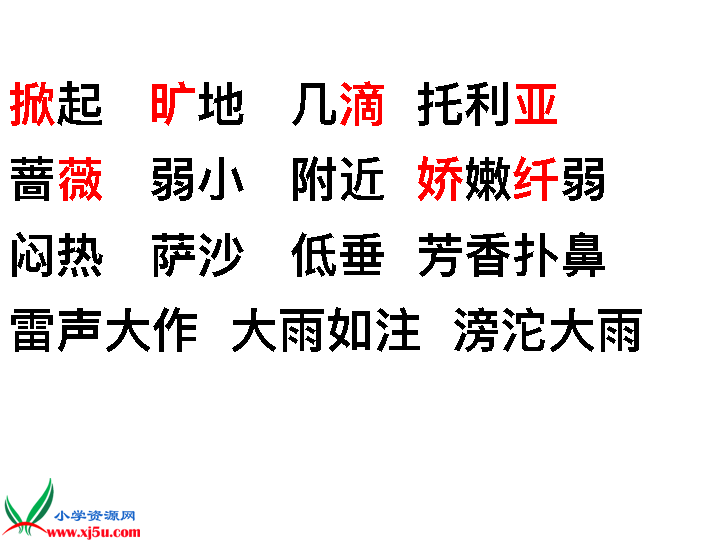 掀起 旷地 几滴 托利亚
蔷薇 弱小 附近 娇嫩纤弱
闷热 萨沙 低垂 芳香扑鼻
雷声大作 大雨如注 滂沱大雨
小学资源网
www.xj5u.com